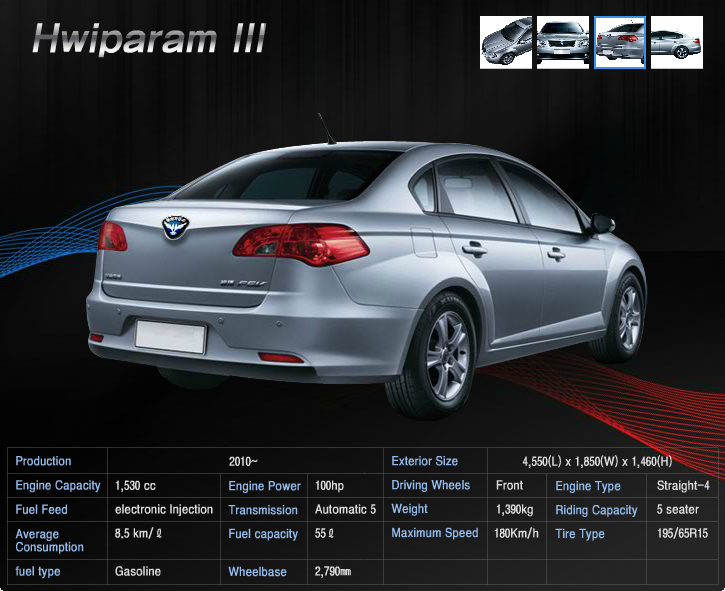 Hwiparam III
Production 2010~ Exterior Size 4,550(L) x 1,850(W) x 1,460(H)
Engine Capacity 1,530 cc Engine Power 100hp Driving Wheels Front Engine Type Straight-4
Fuel Feed electronic Injection Transmission Automatic 5 Weight 1,390kg Riding Capacity 5 seater
Average Consumption 8,5 km/ℓ Fuel capacity 55ℓ Maximum Speed 180Km/h Tire Type 195/65R15
fuel type Gasoline Wheelbase 2,790mm